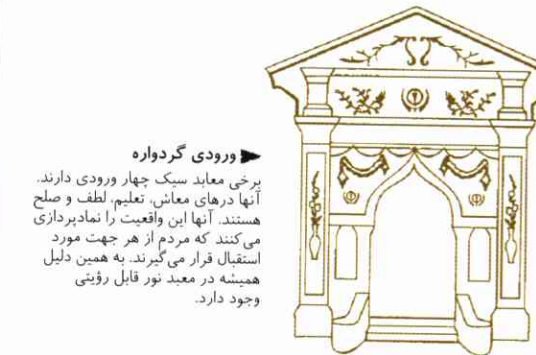 ورودی گردواره
برخی معابد سیک چهار ورودی دارند.
آنها درهای معاش، تعلیم، لطف و صلح
هستند. آنها این واقعیت را نمادپردازی
می‌کنند که مردم از هر جهت مورد
استقبال قرار می‌گیرند. به همین دلیل
همیشه در معبد نور قابل رؤیتی
وجود دارد.